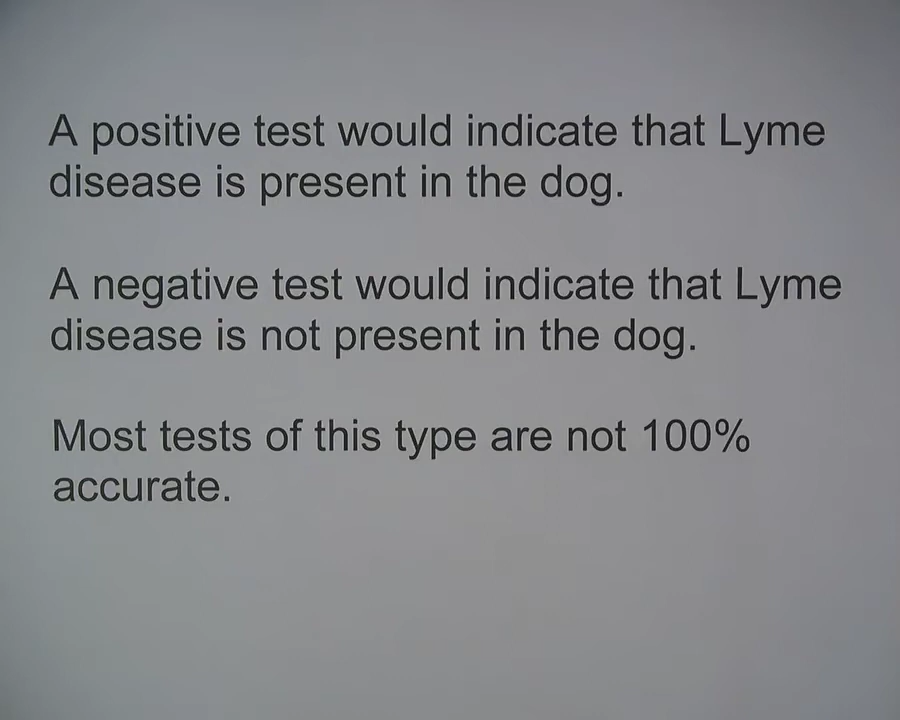 A positive test would indicate that Lyme
disease is present in the dog.
A negative test would indicate that Lyme
disease is not present in the dog.
Most tests of this type are not 100%
accurate.